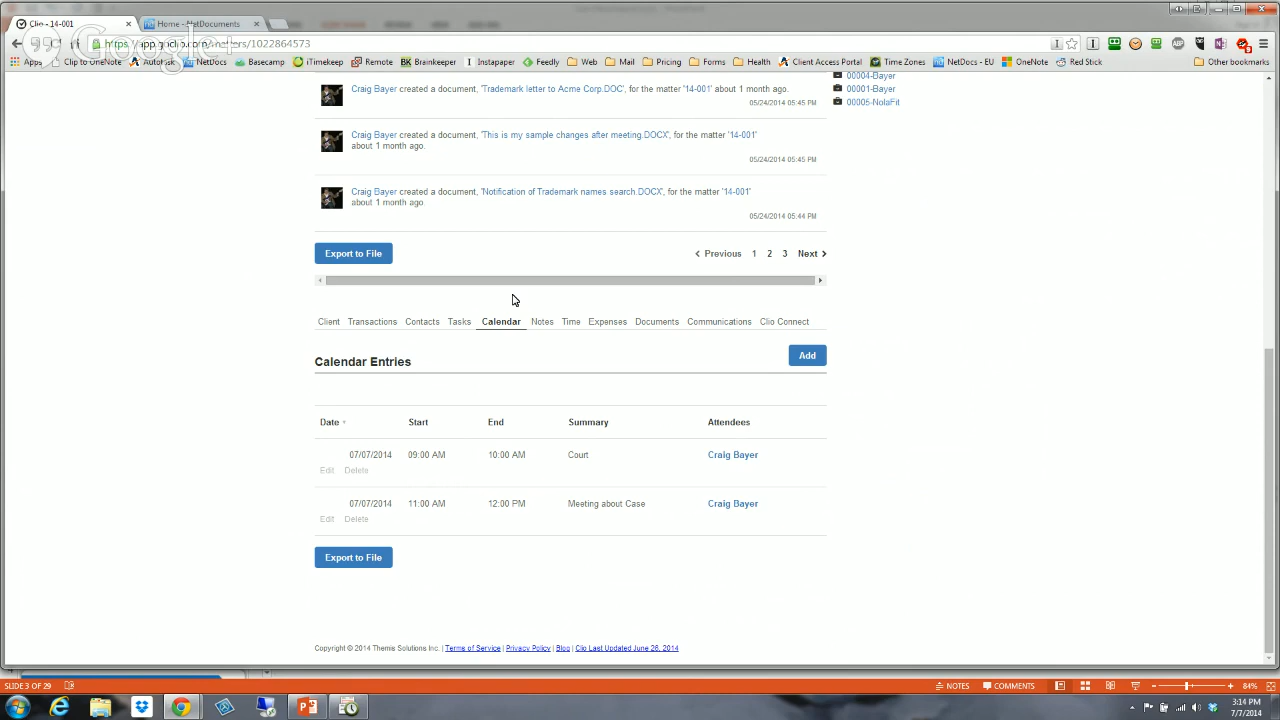 Clio - 14-001
Home - NetDocuments
https://app.goclio.com/matters/1022864573
Google+
Apps Clip to OneNote AutoTask NetDocs Basecamp iTimekeep Remote Brainkeeper Instapaper Feedly Web Mail Pricing Forms Health Client Access Portal Time Zones NetDocs - EU OneNote Red Stick Other bookmarks
00004-Bayer
Craig Bayer created a document, 'Trademark letter to Acme Corp.DOC', for the matter '14-001' about 1 month ago.
00001-Bayer
05/24/2014 05:45 PM
00005-NolaFit
Craig Bayer created a document, 'This is my sample changes after meeting.DOCX', for the matter '14-001'
about 1 month ago.
05/24/2014 05:45 PM
Craig Bayer created a document, 'Notification of Trademark names search.DOCX', for the matter '14-001'
about 1 month ago.
05/24/2014 05:44 PM
Export to File
Previous 1 2 3 Next
Client Transactions Contacts Tasks Calendar Notes Time Expenses Documents Communications Clio Connect
Calendar Entries
Add
Date Start End Summary Attendees
07/07/2014 09:00 AM 10:00 AM Court Craig Bayer
Edit Delete
07/07/2014 11:00 AM 12:00 PM Meeting about Case Craig Bayer
Edit Delete
Export to File
Copyright © 2014 Themis Solutions Inc. | Terms of Service | Privacy Policy | Blog | Clio Last Updated June 26, 2014
SLIDE 3 OF 29 NOTES COMMENTS 84%
3:14 PM
7/7/2014